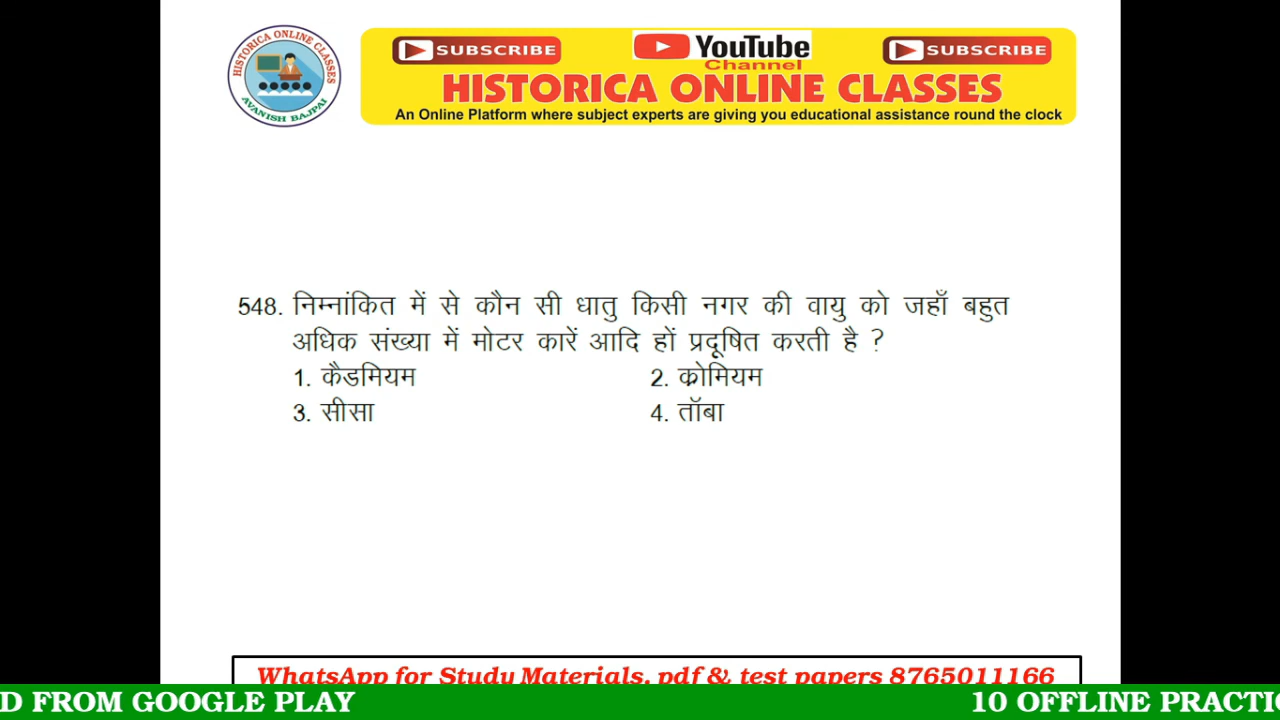 HISTORICA ONLINE CLASSES
AVANISH BAJPAI
SUBSCRIBE
YouTube
Channel
SUBSCRIBE
HISTORICA ONLINE CLASSES
An Online Platform where subject experts are giving you educational assistance round the clock
548. निम्नांकित में से कौन सी धातु किसी नगर की वायु को जहाँ बहुत
अधिक संख्या में मोटर कारें आदि हों प्रदूषित करती है ?
1. कैडमियम 2. क्रोमियम
3. सीसा 4. ताॅबा
WhatsApp for Study Materials, pdf & test papers 8765011166
D FROM GOOGLE PLAY 10 OFFLINE PRACTIC